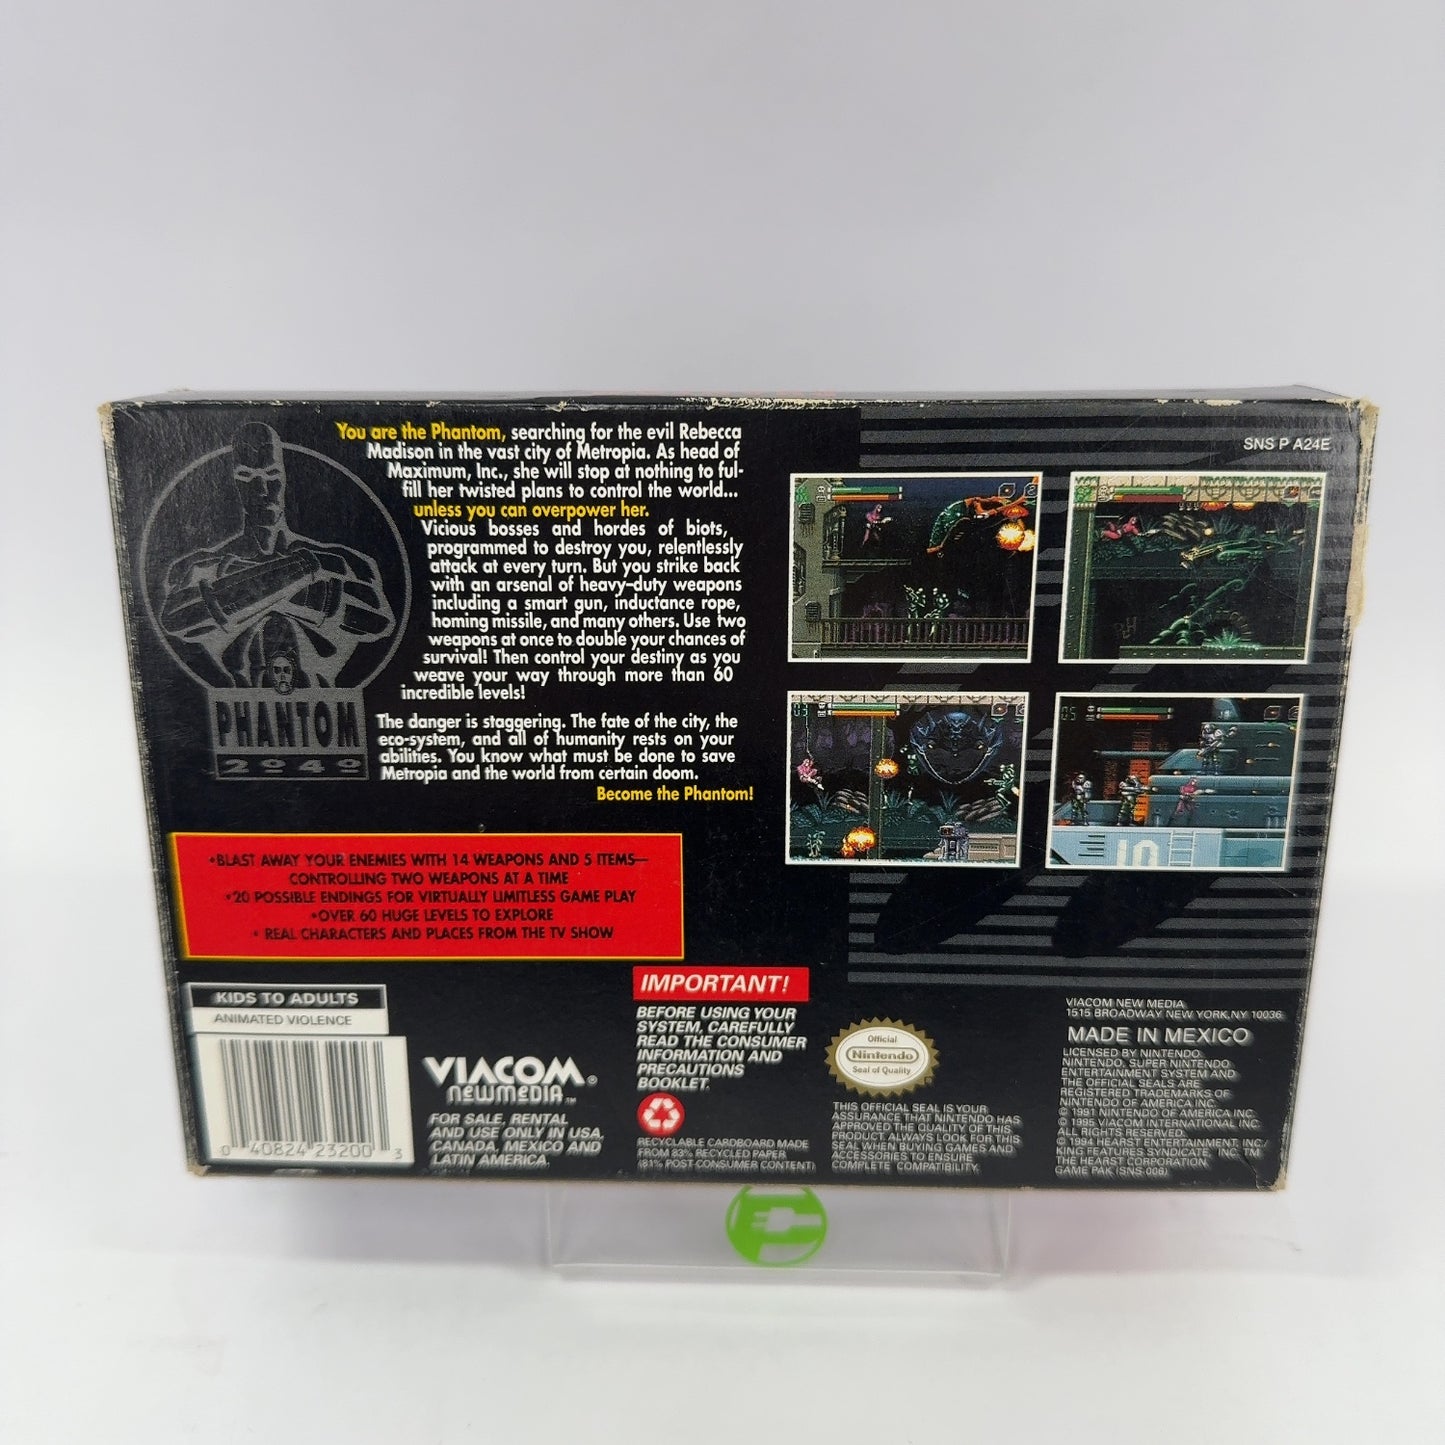 SNS P A24E
You are the Phantom, searching for the evil Rebecca
Madison in the vast city of Metropia. As head of
Maximum, Inc., she will stop at nothing to ful-
fill her twisted plans to control the world...
unless you can overpower her.
Vicious bosses and hordes of biots,
programmed to destroy you, relentlessly
attack at every turn. But you strike back
with an arsenal of heavy-duty weapons
including a smart gun, inductance rope,
homing missile, and many others. Use two
weapons at once to double your chances of
survival! Then control your destiny as you
weave your way through more than 60
incredible levels!
The danger is staggering. The fate of the city, the
eco-system, and all of humanity rests on your
abilities. You know what must be done to save
Metropia and the world from certain doom.
Become the Phantom!
PHANTOM
2040
•BLAST AWAY YOUR ENEMIES WITH 14 WEAPONS AND 5 ITEMS—
CONTROLLING TWO WEAPONS AT A TIME
•20 POSSIBLE ENDINGS FOR VIRTUALLY LIMITLESS GAME PLAY
•OVER 60 HUGE LEVELS TO EXPLORE
• REAL CHARACTERS AND PLACES FROM THE TV SHOW
KIDS TO ADULTS
ANIMATED VIOLENCE
0 40824 23200 3
VIACOM®
NEWMEDIA™
FOR SALE, RENTAL
AND USE ONLY IN USA,
CANADA, MEXICO AND
LATIN AMERICA.
IMPORTANT!
BEFORE USING YOUR
SYSTEM, CAREFULLY
READ THE CONSUMER
INFORMATION AND
PRECAUTIONS
BOOKLET.
RECYCLABLE CARDBOARD MADE
FROM 83% RECYCLED PAPER
(81% POST-CONSUMER CONTENT)
Official
Nintendo
Seal of Quality
THIS OFFICIAL SEAL IS YOUR
ASSURANCE THAT NINTENDO HAS
APPROVED THE QUALITY OF THIS
PRODUCT. ALWAYS LOOK FOR THIS
SEAL WHEN BUYING GAMES AND
ACCESSORIES TO ENSURE
COMPLETE COMPATIBILITY.
VIACOM NEW MEDIA
1515 BROADWAY NEW YORK, NY 10036
MADE IN MEXICO
LICENSED BY NINTENDO.
NINTENDO, SUPER NINTENDO
ENTERTAINMENT SYSTEM AND
THE OFFICIAL SEALS ARE
REGISTERED TRADEMARKS OF
NINTENDO OF AMERICA INC.
© 1991 NINTENDO OF AMERICA INC.
© 1995 VIACOM INTERNATIONAL INC.
ALL RIGHTS RESERVED.
© 1994 HEARST ENTERTAINMENT, INC./
KING FEATURES SYNDICATE, INC. ™
THE HEARST CORPORATION
GAME PAK (SNS-006)